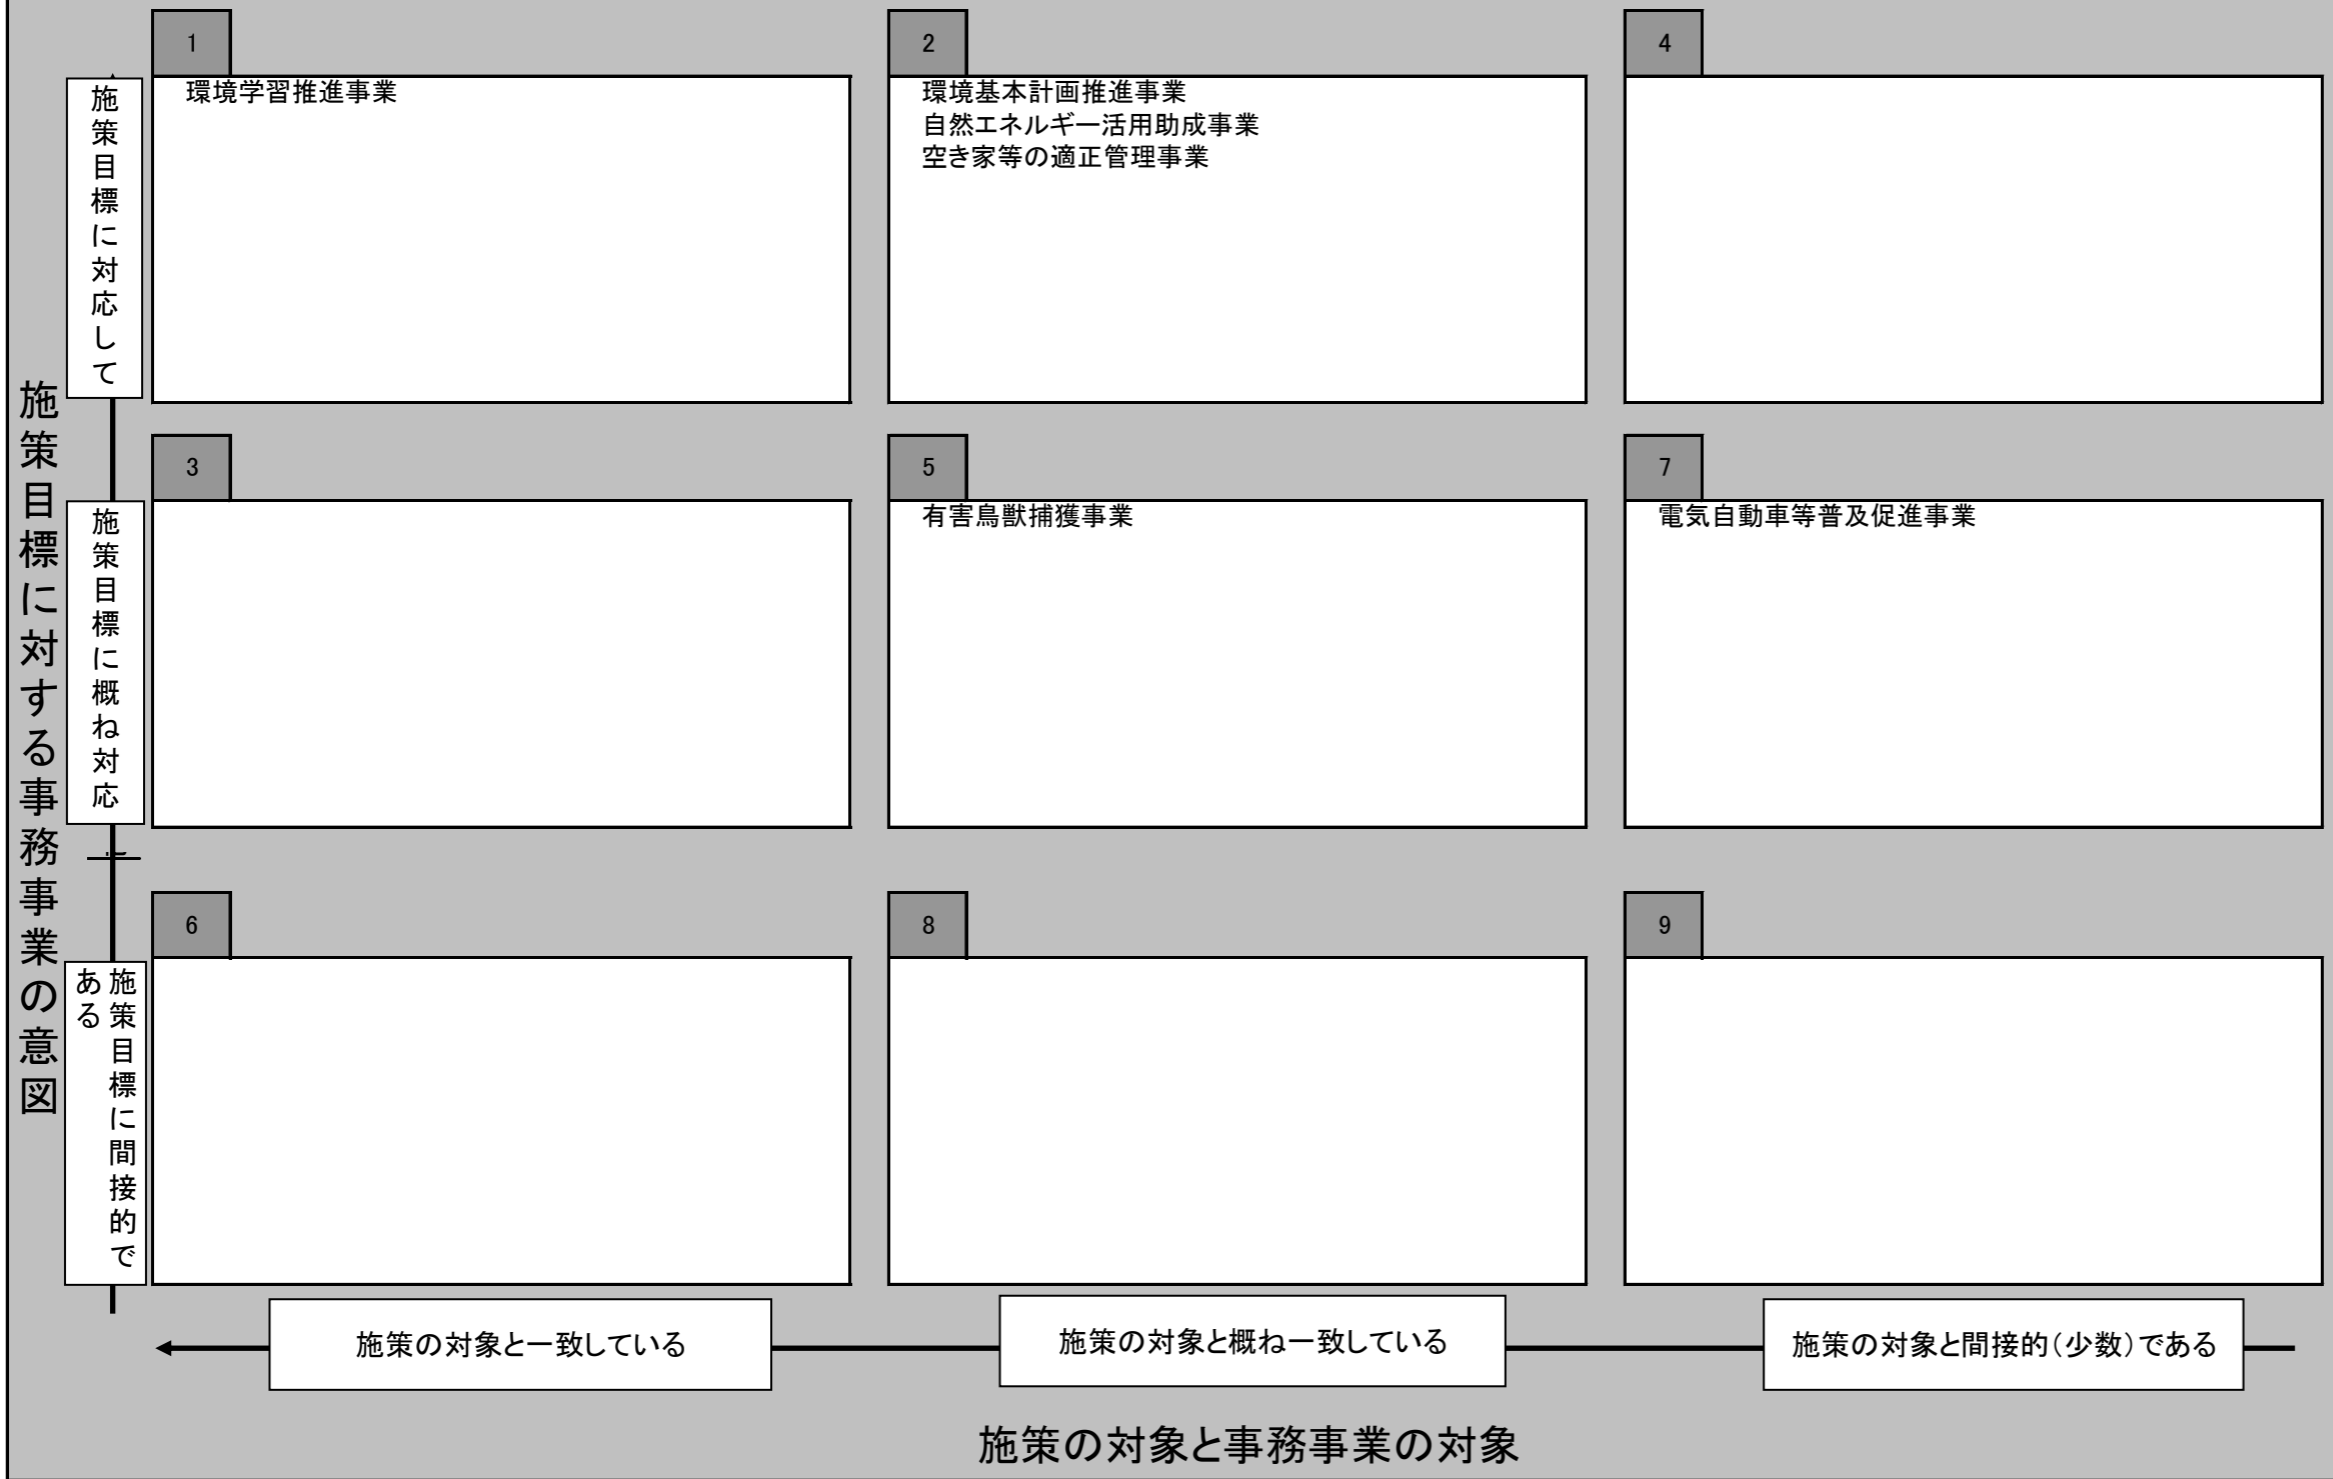 施策目標に対する事務事業の意図
施策目標に対応して
1
環境学習推進事業
2
環境基本計画推進事業
自然エネルギー活用助成事業
空き家等の適正管理事業
4
施策目標に概ね対応
3
5
有害鳥獣捕獲事業
7
電気自動車等普及促進事業
施策目標に間接的で
ある
6
8
9
施策の対象と一致している
施策の対象と概ね一致している
施策の対象と間接的（少数）である
施策の対象と事務事業の対象